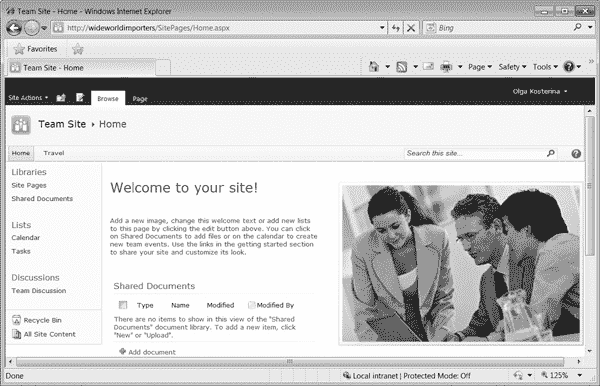 Team Site - Home - Windows Internet Explorer
http://wideworldimporters/SitePages/Home.aspx
Bing
Favorites
Team Site - Home
Page
Safety
Tools
Site Actions
Browse
Page
Olga Kosterina
Team Site ▸ Home
Home
Travel
Search this site...
Libraries
Site Pages
Shared Documents
Lists
Calendar
Tasks
Discussions
Team Discussion
Recycle Bin
All Site Content
Welcome to your site!
Add a new image, change this welcome text or add new lists
to this page by clicking the edit button above. You can click
on Shared Documents to add files or on the calendar to create
new team events. Use the links in the getting started section
to share your site and customize its look.
Shared Documents
Type Name Modified Modified By
There are no items to show in this view of the "Shared
Documents" document library. To add a new item, click
"New" or "Upload".
Add document
Done
Local intranet | Protected Mode: Off
125%